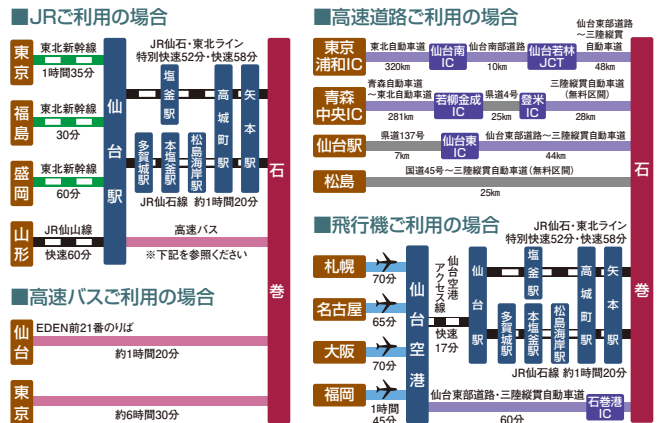 ■JRご利用の場合
東京
東北新幹線
1時間35分
福島
東北新幹線
30分
盛岡
東北新幹線
60分
山形
JR仙山線
快速60分
仙台駅
JR仙石・東北ライン
特別快速52分・快速58分
塩釜駅
高城町駅
矢本駅
多賀城駅
本塩釜駅
松島海岸駅
JR仙石線 約1時間20分
高速バス
※下記を参照ください
石巻
■高速バスご利用の場合
仙台
EDEN前21番のりば
約1時間20分
東京
約6時間30分
■高速道路ご利用の場合
東京
浦和IC
東北自動車道
320km
仙台南
IC
仙台南部道路
10km
仙台若林
JCT
仙台東部道路
～三陸縦貫
自動車道
48km
青森
中央IC
青森自動車道
～東北自動車道
281km
若柳金成
IC
県道4号
25km
登米
IC
三陸縦貫自動車道
(無料区間)
28km
仙台駅
県道137号
7km
仙台東
IC
仙台東部道路～三陸縦貫自動車道
44km
松島
国道45号～三陸縦貫自動車道(無料区間)
25km
石巻
■飛行機ご利用の場合
札幌
70分
名古屋
65分
大阪
70分
福岡
1時間
45分
仙台空港
仙台空港
アクセス線
快速
17分
仙台駅
JR仙石・東北ライン
特別快速52分・快速58分
塩釜駅
高城町駅
矢本駅
多賀城駅
本塩釜駅
松島海岸駅
JR仙石線 約1時間20分
仙台東部道路・三陸縦貫自動車道
60分
石巻港
IC